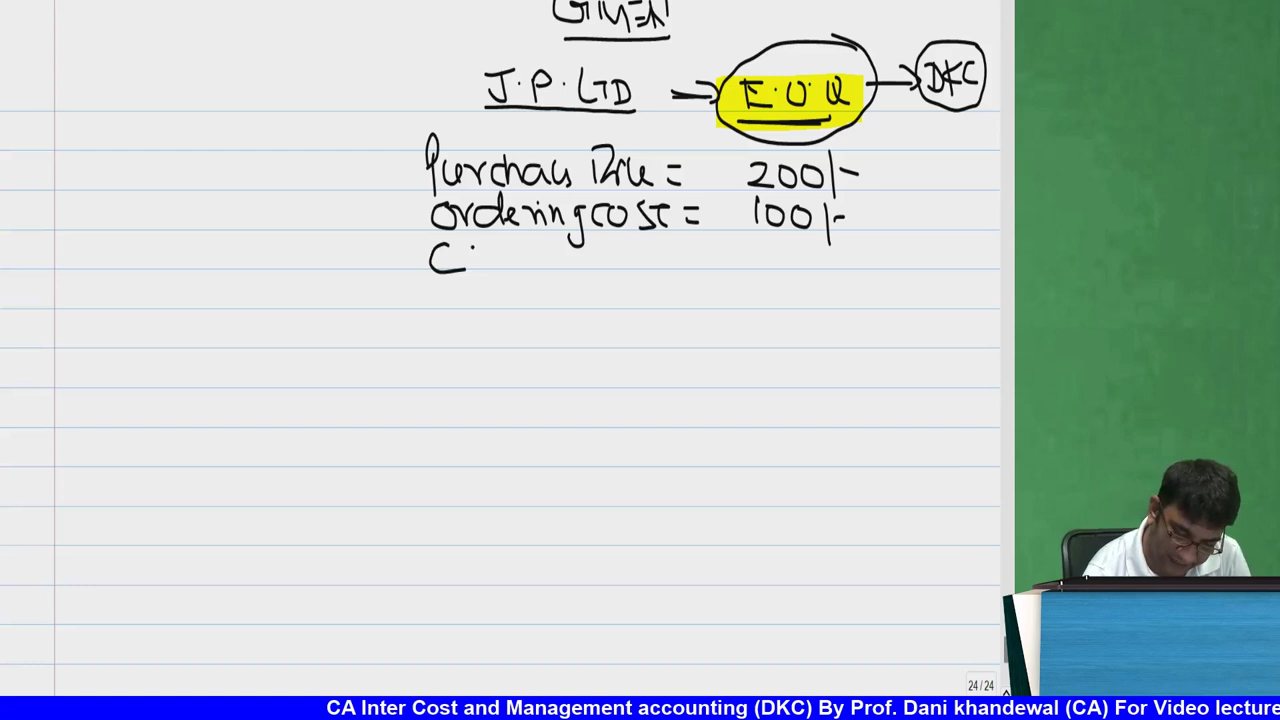 Given
J.P. LTD → E.O.Q → DKC
Purchas Price = 200/-
Ordering cost = 100/-
C
24 / 24
CA Inter Cost and Management accounting (DKC) By Prof. Dani khandewal (CA) For Video lecture